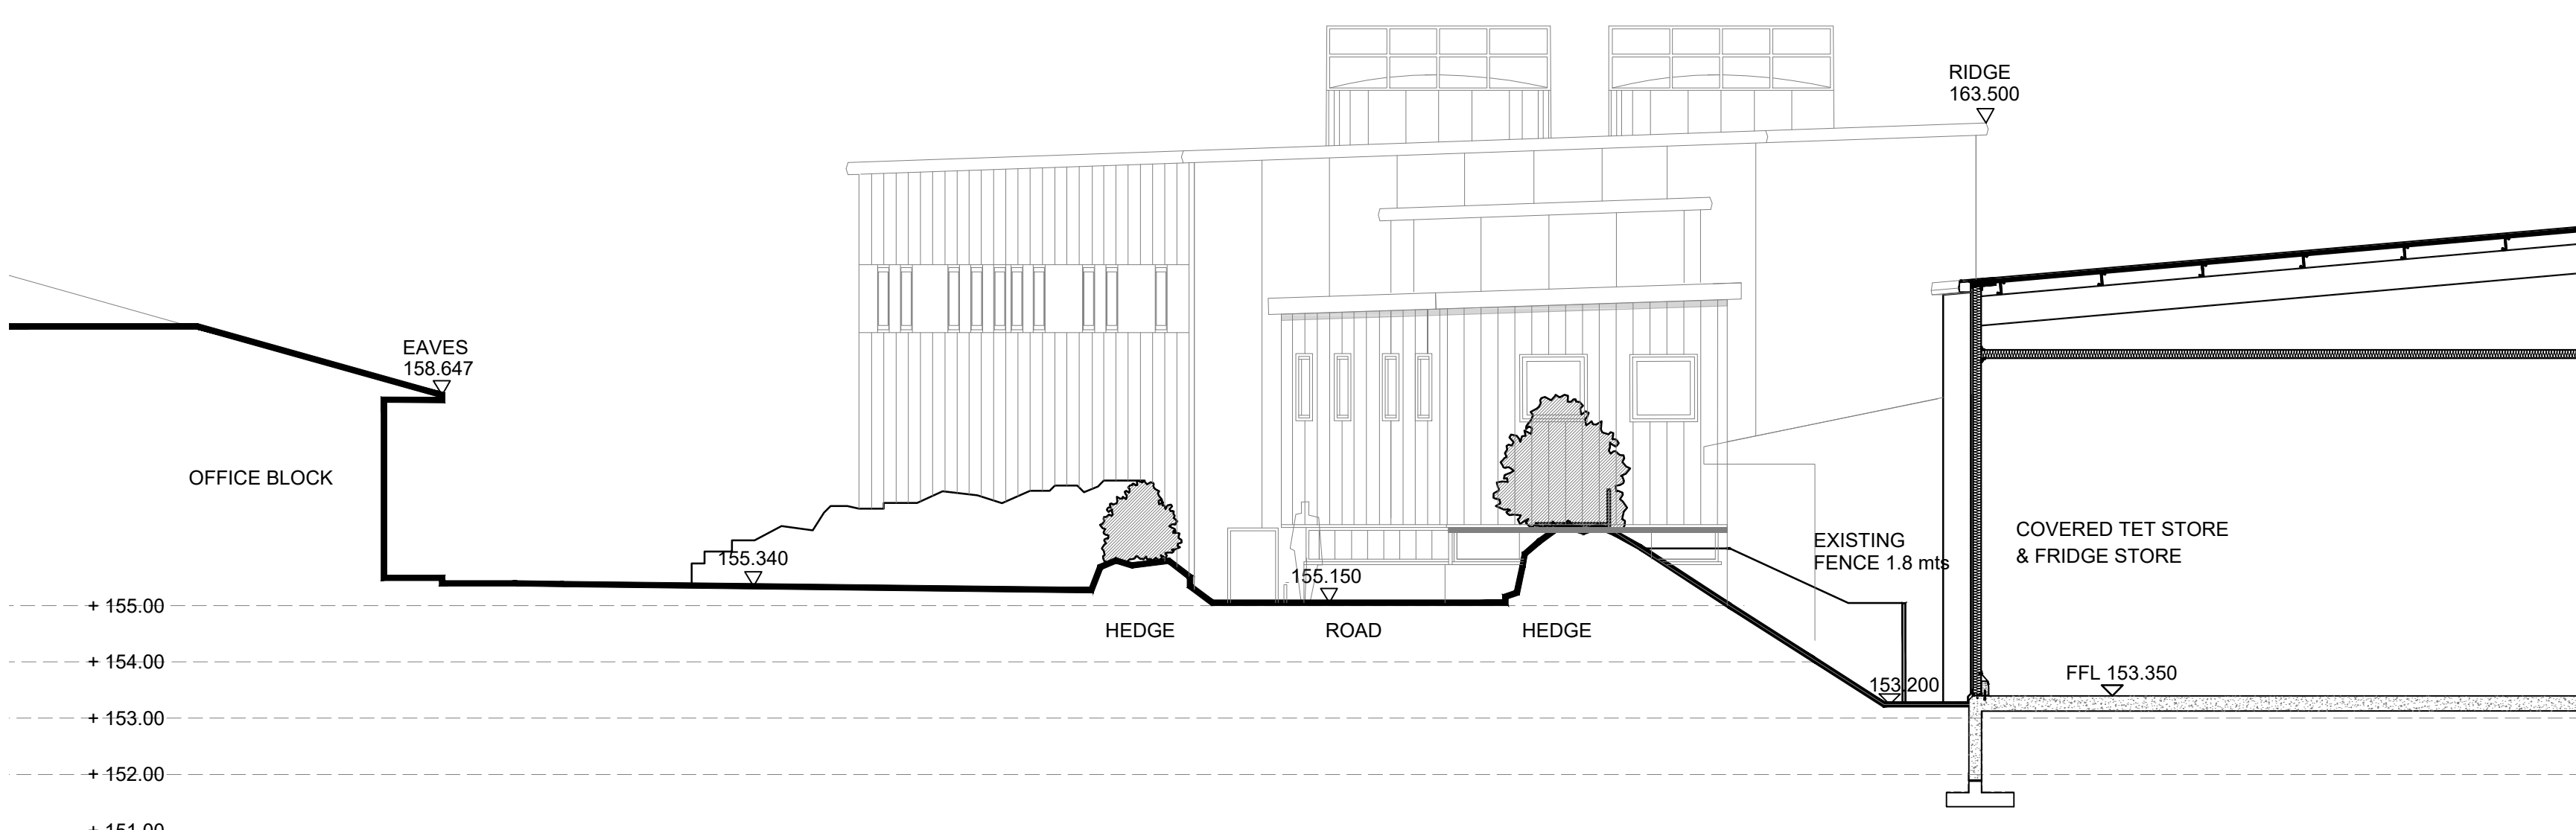 RIDGE
163.500
EAVES
158.647
OFFICE BLOCK
155.340
155.150
EXISTING
FENCE 1.8 mts
COVERED TET STORE
& FRIDGE STORE
+ 155.00
HEDGE
ROAD
HEDGE
+ 154.00
153.200
FFL 153.350
+ 153.00
+ 152.00
+ 151.00